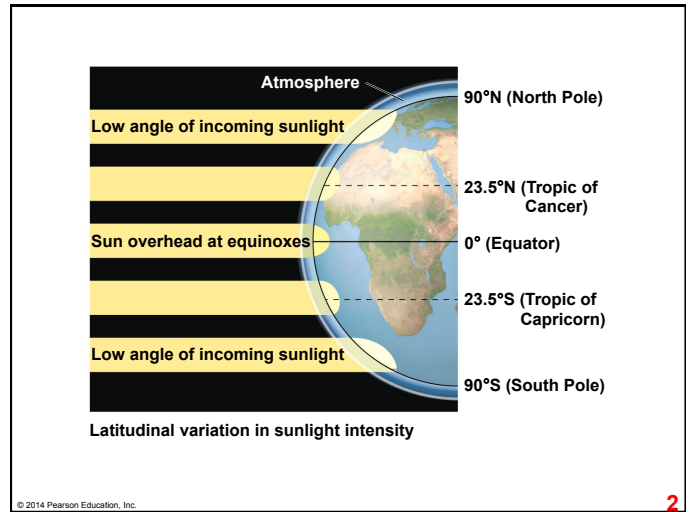 Atmosphere
90°N (North Pole)
Low angle of incoming sunlight
23.5°N (Tropic of
Cancer)
Sun overhead at equinoxes
0° (Equator)
23.5°S (Tropic of
Capricorn)
Low angle of incoming sunlight
90°S (South Pole)
Latitudinal variation in sunlight intensity
© 2014 Pearson Education, Inc.
2